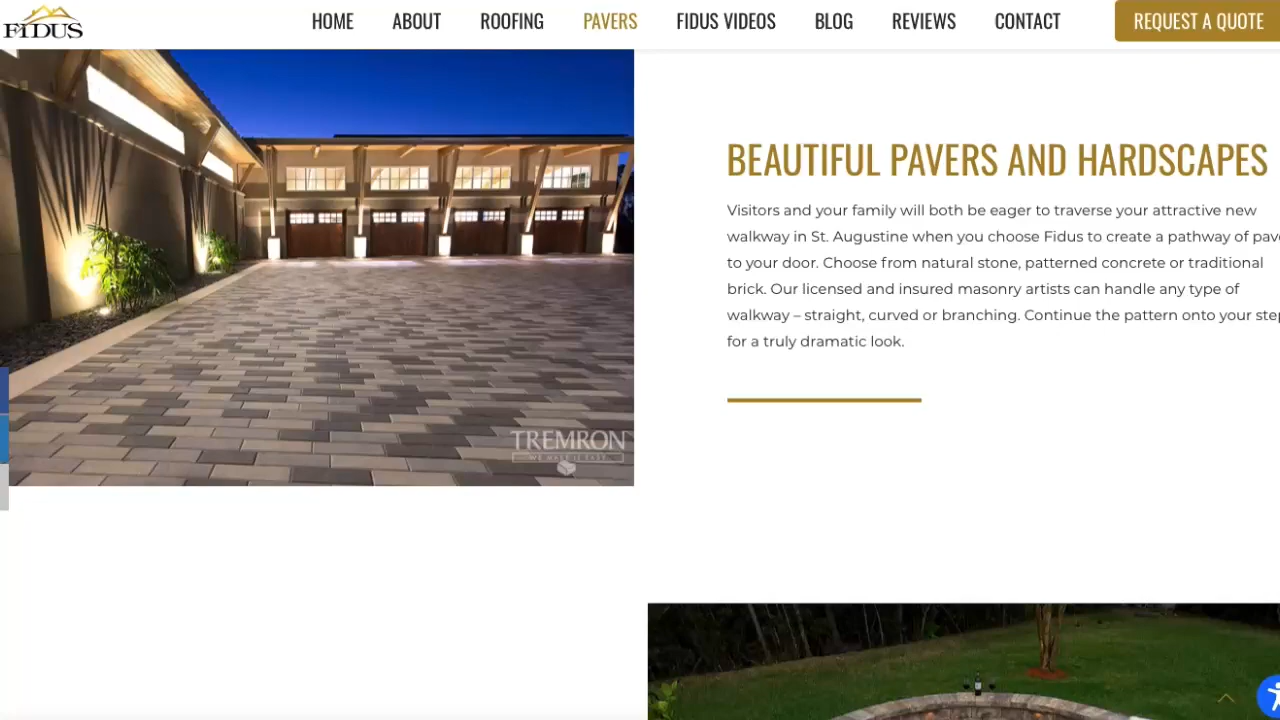 FIDUS
HOME ABOUT ROOFING PAVERS FIDUS VIDEOS BLOG REVIEWS CONTACT REQUEST A QUOTE
BEAUTIFUL PAVERS AND HARDSCAPES
Visitors and your family will both be eager to traverse your attractive new
walkway in St. Augustine when you choose Fidus to create a pathway of
to your door. Choose from natural stone, patterned concrete or traditional
brick. Our licensed and insured masonry artists can handle any type of
walkway – straight, curved or branching. Continue the pattern onto your
for a truly dramatic look.
TREMRON
WE MAKE IT EASY.